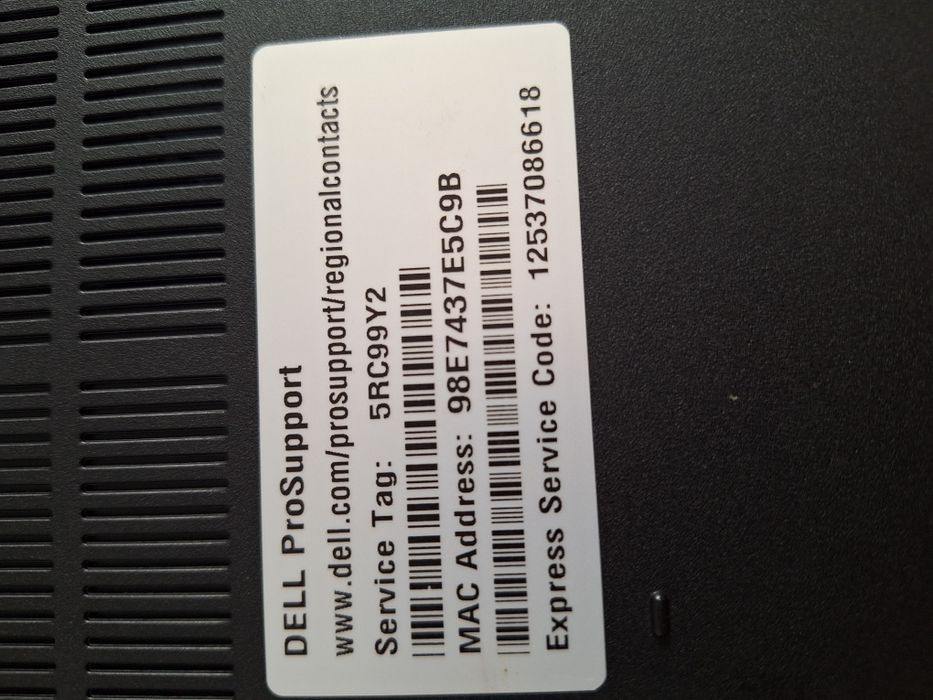 DELL ProSupport
www.dell.com/prosupport/regionalcontacts
Service Tag: 5RC99Y2
MAC Address: 98E7437E5C9B
Express Service Code: 12537086618